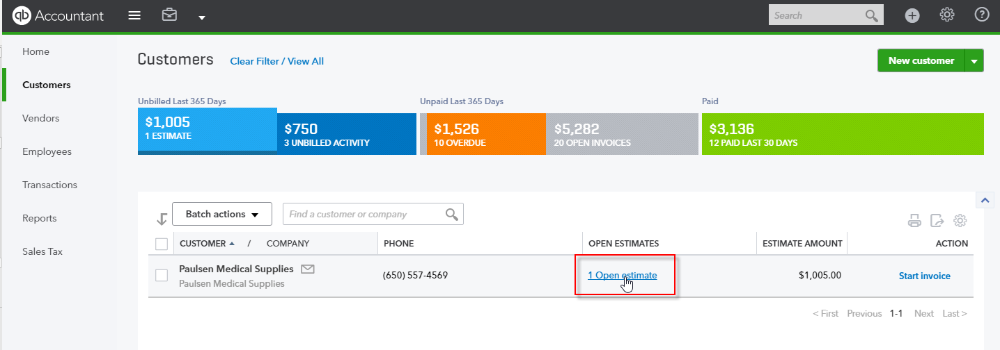 qb Accountant
Search
Home
Customers
Vendors
Employees
Transactions
Reports
Sales Tax
Customers Clear Filter / View All
New customer
Unbilled Last 365 Days
$1,005
1 ESTIMATE
$750
3 UNBILLED ACTIVITY
Unpaid Last 365 Days
$1,526
10 OVERDUE
$5,282
20 OPEN INVOICES
Paid
$3,136
12 PAID LAST 30 DAYS
Batch actions
Find a customer or company
CUSTOMER / COMPANY PHONE OPEN ESTIMATES ESTIMATE AMOUNT ACTION
Paulsen Medical Supplies (650) 557-4569 1 Open estimate $1,005.00 Start invoice
Paulsen Medical Supplies
< First Previous 1-1 Next Last >